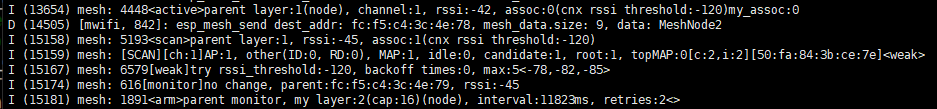 I (13654) mesh: 4448<active>parent layer:1(node), channel:1, rssi:-42, assoc:0(cnx rssi threshold:-120)my_assoc:0
D (14505) [mwifi, 842]: esp_mesh_send dest_addr: fc:f5:c4:3c:4e:78, mesh_data.size: 9, data: MeshNode2
I (15158) mesh: 5193<scan>parent layer:1, rssi:-45, assoc:1(cnx rssi threshold:-120)
I (15159) mesh: [SCAN][ch:1]AP:1, other(ID:0, RD:0), MAP:1, idle:0, candidate:1, root:1, topMAP:0[c:2,i:2][50:fa:84:3b:ce:7e]<weak>
I (15167) mesh: 6579[weak]try rssi_threshold:-120, backoff times:0, max:5<-78,-82,-85>
I (15174) mesh: 616[monitor]no change, parent:fc:f5:c4:3c:4e:79, rssi:-45
I (15181) mesh: 1891<arm>parent monitor, my layer:2(cap:16)(node), interval:11823ms, retries:2<>